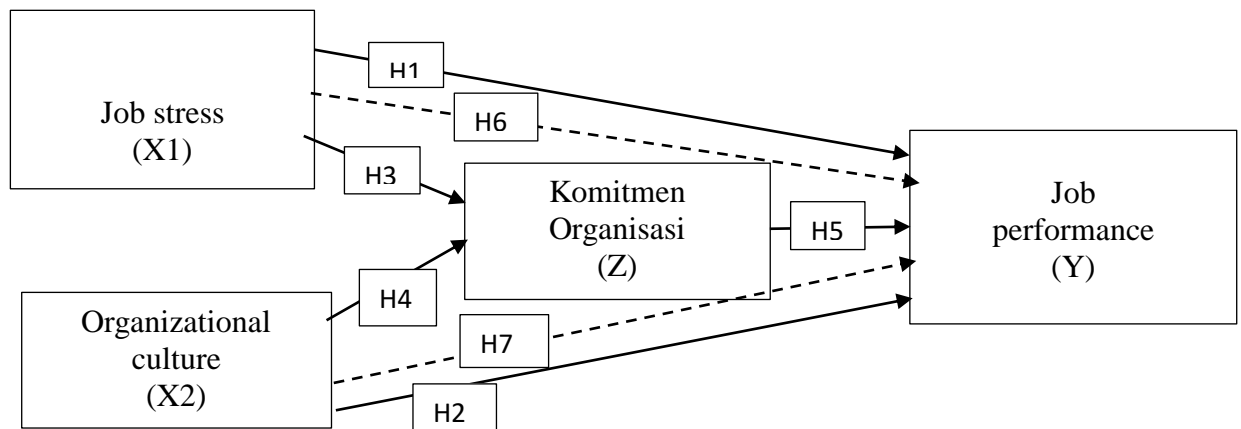 H1
Job stress
(X1)
H6
H3
Komitmen
Organisasi
(Z)
H5
Job
performance
(Y)
H4
Organizational
culture
(X2)
H7
H2